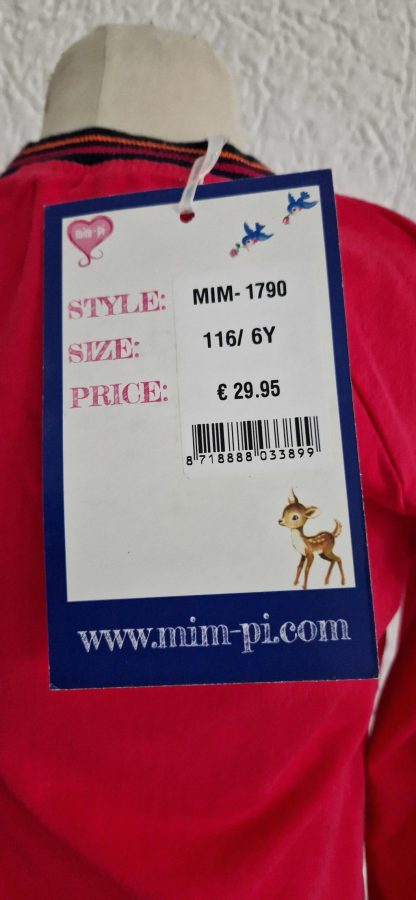 mim-pi
STYLE: MIM- 1790
SIZE: 116/ 6Y
PRICE: € 29.95
8 718888 033899
www.mim-pi.com